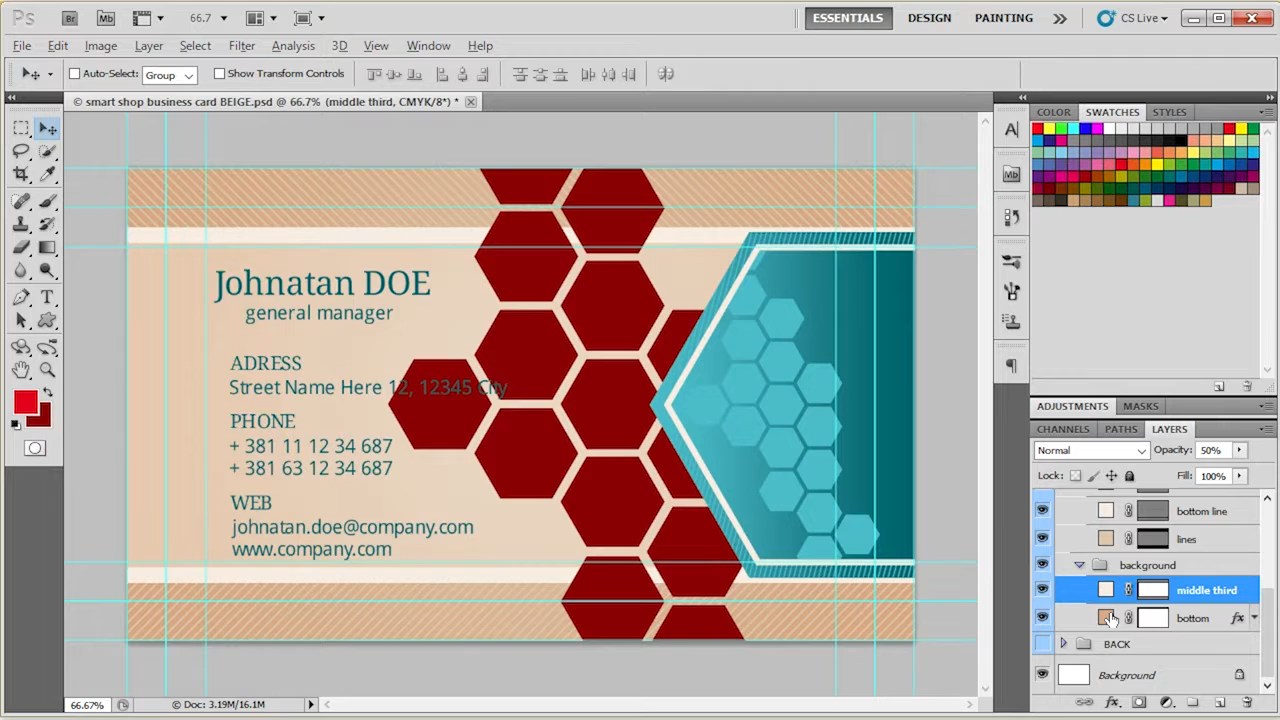 Ps Br Mb 66.7 ESSENTIALS DESIGN PAINTING CS Live
File Edit Image Layer Select Filter Analysis 3D View Window Help
Auto-Select: Group Show Transform Controls
© smart shop business card BEIGE.psd @ 66.7% (middle third, CMYK/8*) *
COLOR SWATCHES STYLES
A
Mb
Johnatan DOE
general manager
ADRESS
Street Name Here 12, 12345 City
PHONE
+ 381 11 12 34 687
+ 381 63 12 34 687
WEB
johnatan.doe@company.com
www.company.com
ADJUSTMENTS MASKS
CHANNELS PATHS LAYERS
Normal Opacity: 50%
Lock: Fill: 100%
bottom line
lines
background
middle third
bottom fx
BACK
Background
66.67% © Doc: 3.19M/16.1M